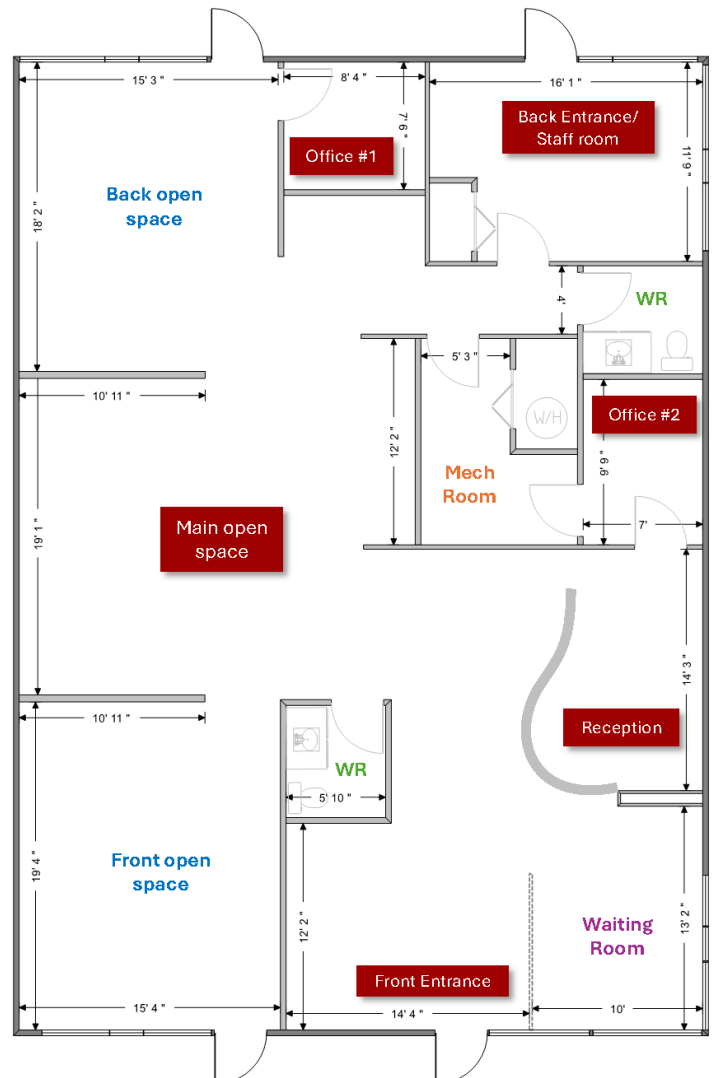 15' 3 "
8' 4 "
16' 1 "
7' 6 "
Back Entrance/
Staff room
Office #1
11' 9 "
Back open
space
18' 2 "
4'
WR
5' 3 "
10' 11 "
W/H
Office #2
12' 2 "
9' 9 "
Mech
Room
19' 1 "
Main open
space
7'
14' 3 "
10' 11 "
Reception
WR
5' 10 "
19' 4 "
Front open
space
12' 2 "
13' 2 "
Waiting
Room
Front Entrance
15' 4 "
14' 4 "
10'